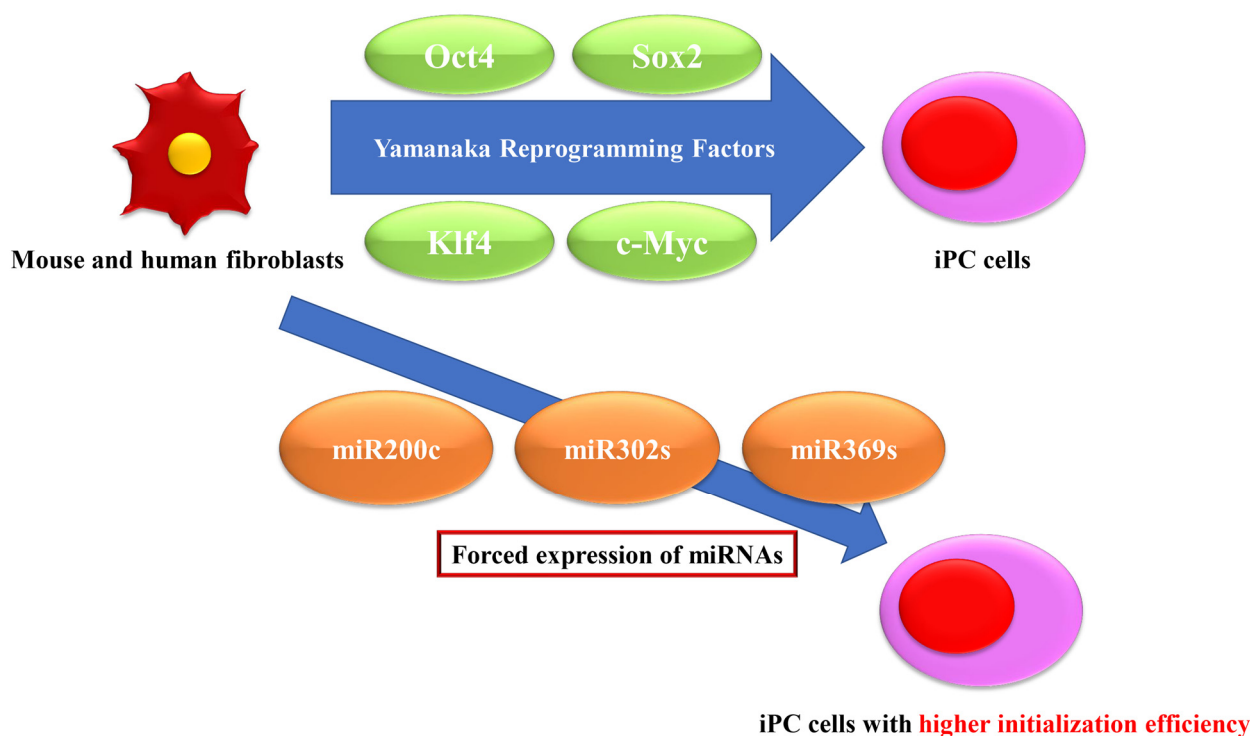 Oct4
Sox2
Yamanaka Reprogramming Factors
Klf4
c-Myc
Mouse and human fibroblasts
iPC cells
miR200c
miR302s
miR369s
Forced expression of miRNAs
iPC cells with higher initialization efficiency